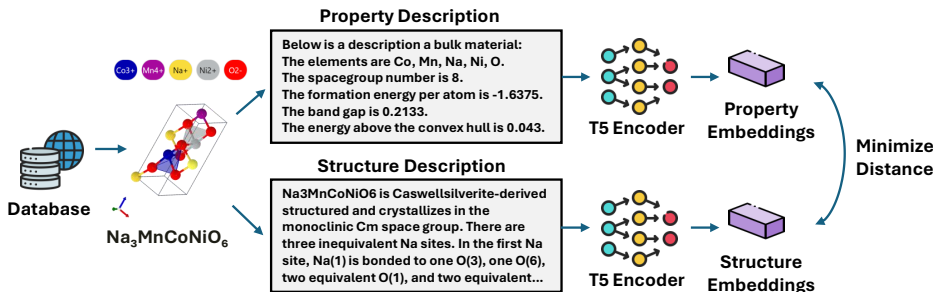 Property Description
Co3+ Mn4+ Na+ Ni2+ O2-
Below is a description a bulk material:
The elements are Co, Mn, Na, Ni, O.
The spacegroup number is 8.
The formation energy per atom is -1.6375.
The band gap is 0.2133.
The energy above the convex hull is 0.043.
T5 Encoder
Property
Embeddings
Database
Na₃MnCoNiO₆
Minimize
Distance
Structure Description
Na3MnCoNiO6 is Caswellsilverite-derived
structured and crystallizes in the
monoclinic Cm space group. There are
three inequivalent Na sites. In the first Na
site, Na(1) is bonded to one O(3), one O(6),
two equivalent O(1), and two equivalent...
T5 Encoder
Structure
Embeddings